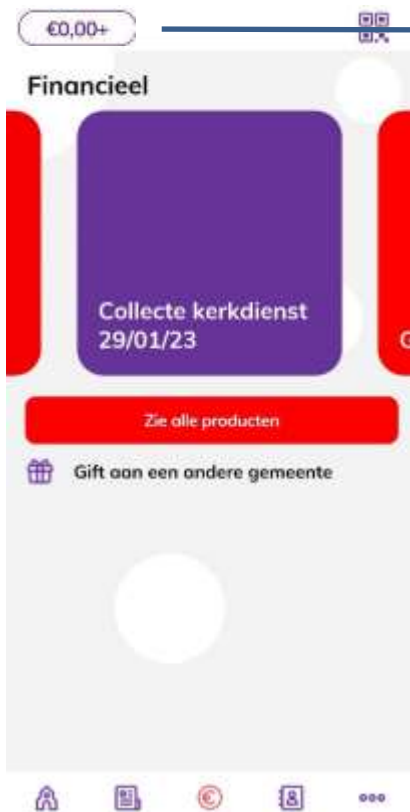 €0,00+
Financieel
Collecte kerkdienst
29/01/23
Zie alle producten
Gift aan een andere gemeente